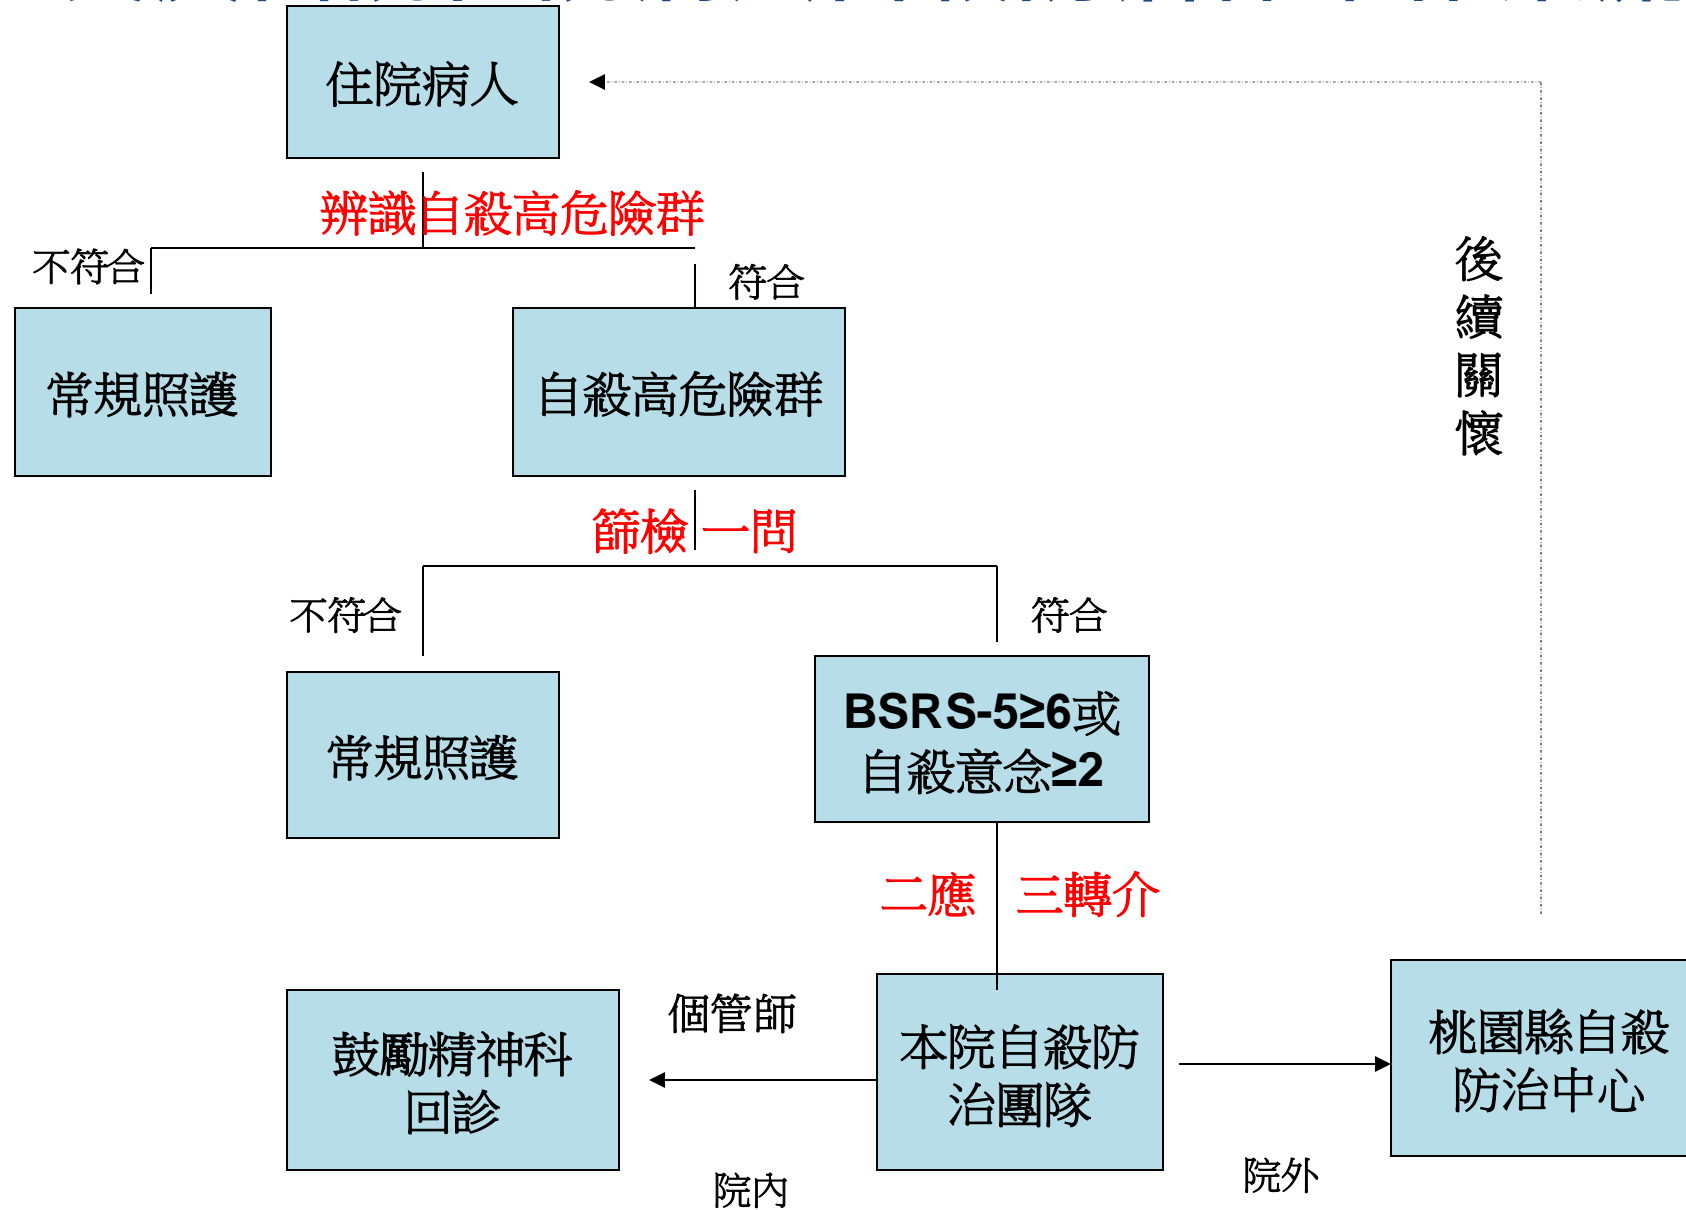 住院病人
辨識自殺高危險群
不符合
符合
常規照護
自殺高危險群
後
續
關
懷
篩檢 一問
不符合
符合
常規照護
BSRS-5≥6或
自殺意念≥2
二應 三轉介
鼓勵精神科
回診
個管師
院內
本院自殺防
治團隊
院外
桃園縣自殺
防治中心